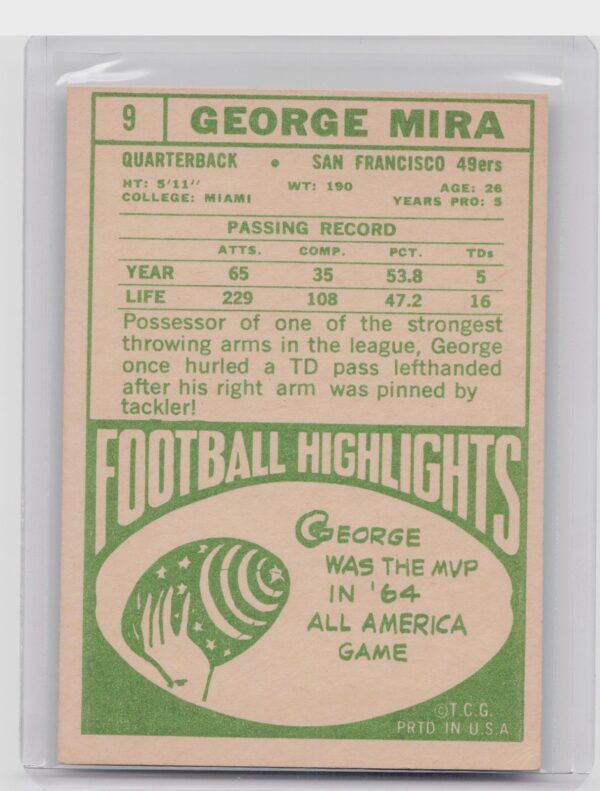 9 GEORGE MIRA
QUARTERBACK • SAN FRANCISCO 49ers
HT: 5'11" WT: 190 AGE: 26
COLLEGE: MIAMI YEARS PRO: 5
PASSING RECORD
ATTS. COMP. PCT. TDs
YEAR 65 35 53.8 5
LIFE 229 108 47.2 16
Possessor of one of the strongest
throwing arms in the league, George
once hurled a TD pass lefthanded
after his right arm was pinned by
tackler!
FOOTBALL HIGHLIGHTS
GEORGE
WAS THE MVP
IN '64
ALL AMERICA
GAME
©T.C.G.
PRTD IN U.S.A